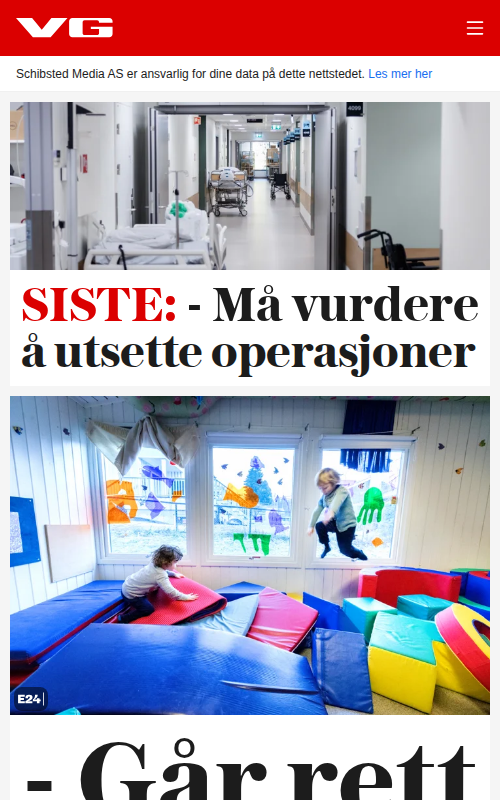 VG
Schibsted Media AS er ansvarlig for dine data på dette nettstedet. Les mer her
4099
SISTE: - Må vurdere
å utsette operasjoner
E24
- Går rett